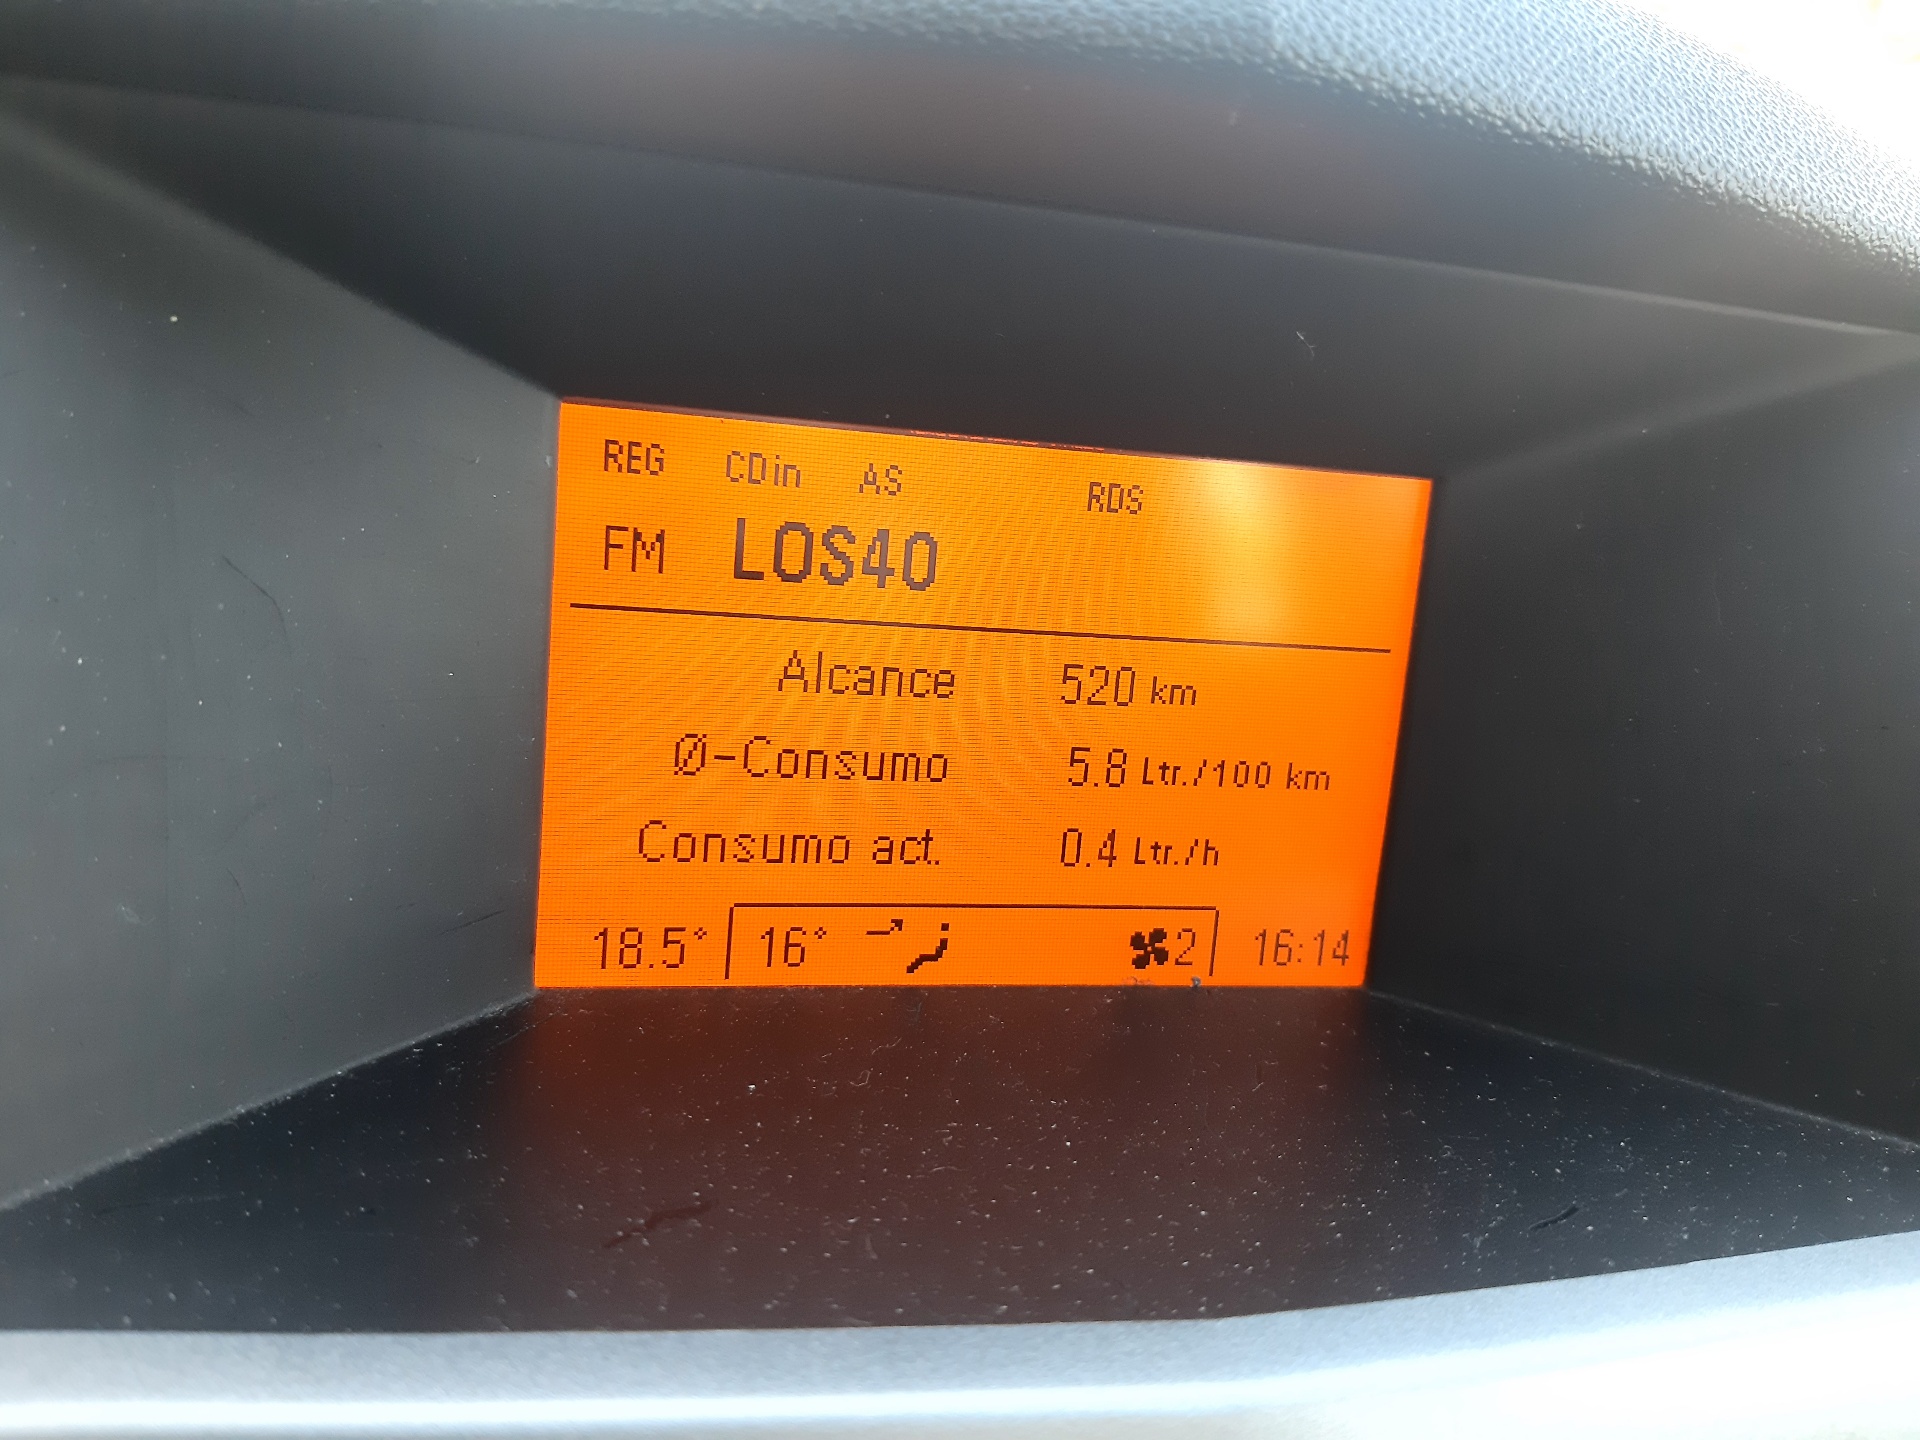 REG CDin AS RDS
FM LOS40
Alcance 520 km
Ø-Consumo 5.8 Ltr./100 km
Consumo act. 0.4 Ltr./h
18.5° 16° 2 16:14